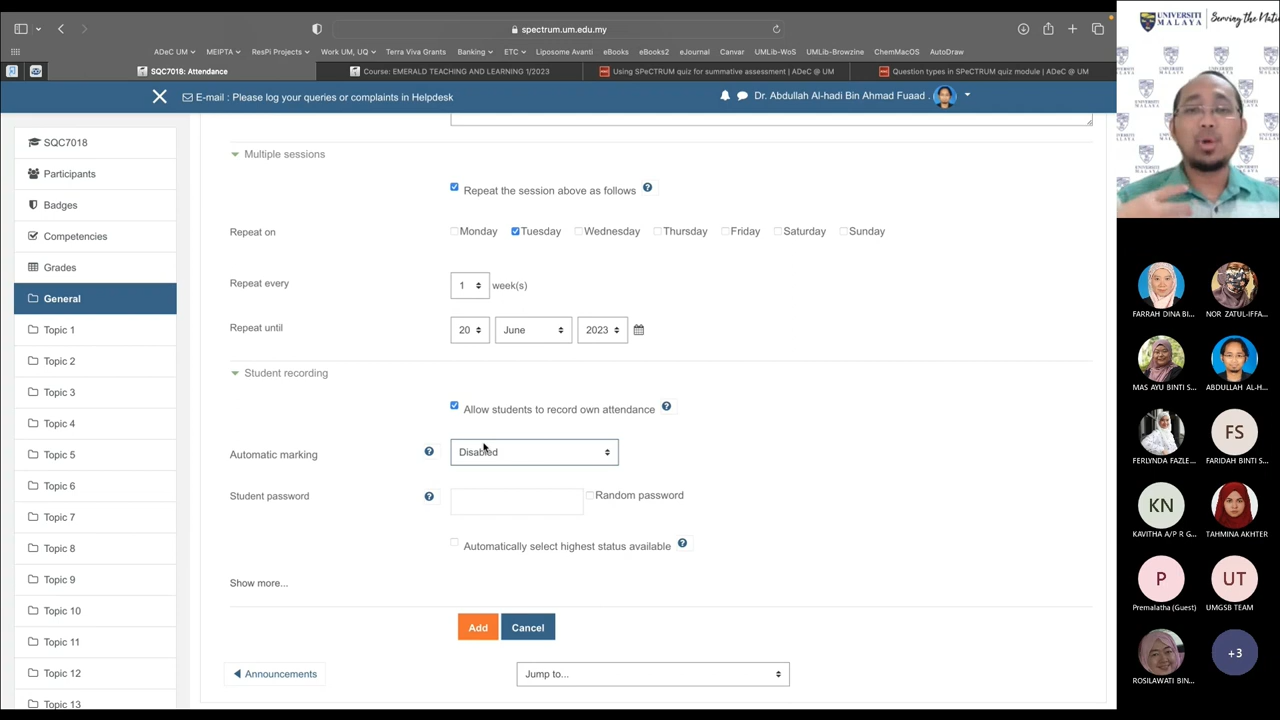 spectrum.um.edu.my
UNIVERSITI MALAYA
Serving the Nati
ADeC UM
MEIPTA
ResPi Projects
Work UM, UQ
Terra Viva Grants
Banking
ETC
Liposome Avanti
eBooks
eBooks2
eJournal
Canvar
UMLib-WoS
UMLib-Browzine
ChemMacOS
AutoDraw
SQC7018: Attendance
Course: EMERALD TEACHING AND LEARNING 1/2023
Using SPeCTRUM quiz for summative assessment | ADeC @ UM
Question types in SPeCTRUM quiz module | ADeC @ UM
E-mail : Please log your queries or complaints in Helpdesk
Dr. Abdullah Al-hadi Bin Ahmad Fuaad .
SQC7018
Participants
Badges
Competencies
Grades
General
Topic 1
Topic 2
Topic 3
Topic 4
Topic 5
Topic 6
Topic 7
Topic 8
Topic 9
Topic 10
Topic 11
Topic 12
Topic 13
Multiple sessions
Repeat the session above as follows
Repeat on
Monday Tuesday Wednesday Thursday Friday Saturday Sunday
Repeat every
1 week(s)
Repeat until
20 June 2023
Student recording
Allow students to record own attendance
Automatic marking
Disabled
Student password
Random password
Automatically select highest status available
Show more...
Add Cancel
Announcements
Jump to...
FARRAH DINA BI...
NOR ZATUL-IFFA...
MAS AYU BINTI S...
ABDULLAH AL-H...
FERLYNDA FAZLE...
FS
FARIDAH BINTI S...
KN
KAVITHA A/P R G...
TAHMINA AKHTER
P
Premalatha (Guest)
UT
UMGSB TEAM
ROSILAWATI BIN...
+3